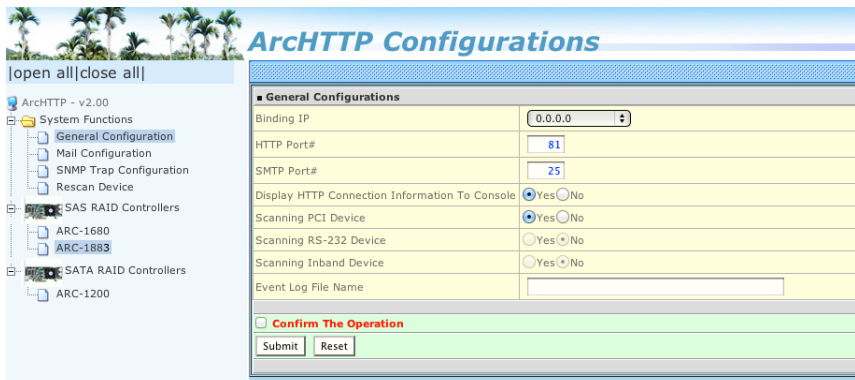 ArcHTTP Configurations
|open all|close all|
ArcHTTP - v2.00
System Functions
General Configuration
Mail Configuration
SNMP Trap Configuration
Rescan Device
SAS RAID Controllers
ARC-1680
ARC-1883
SATA RAID Controllers
ARC-1200
General Configurations
Binding IP 0.0.0.0
HTTP Port# 81
SMTP Port# 25
Display HTTP Connection Information To Console Yes No
Scanning PCI Device Yes No
Scanning RS-232 Device Yes No
Scanning Inband Device Yes No
Event Log File Name
Confirm The Operation
Submit Reset